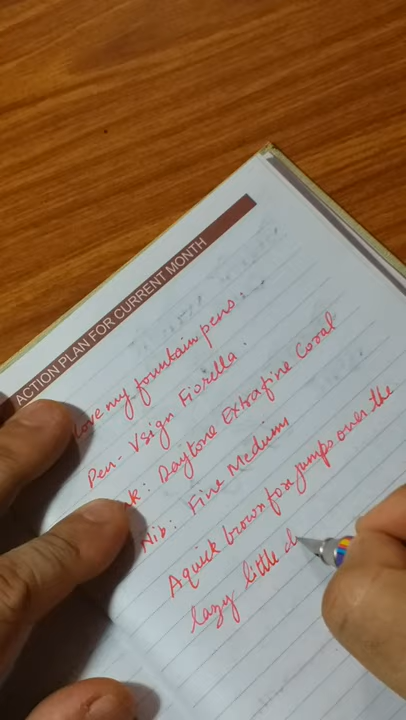 ACTION PLAN FOR CURRENT MONTH
love my fountain pens.
Pen- Vsign Fiorella.
nk: Daytone Extrafine Coral
Nib: Fine Medium
A quick brown fox jumps over the
lazy little d